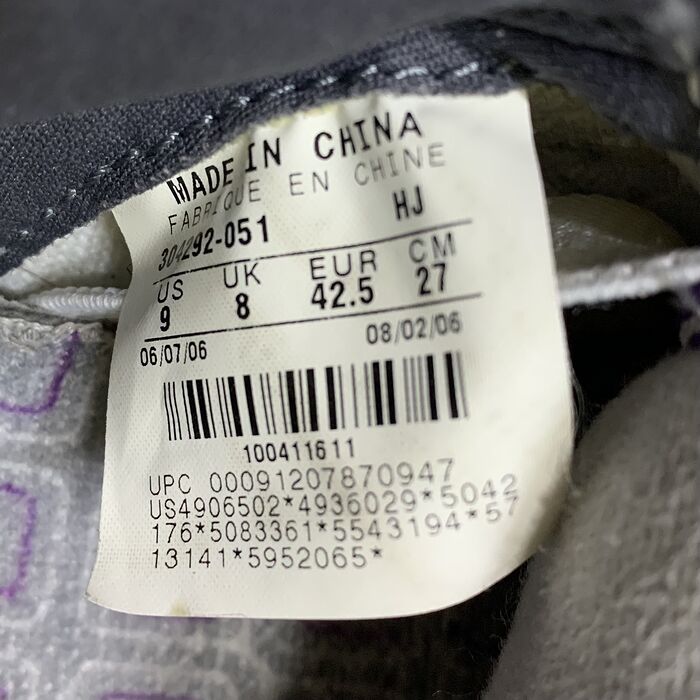 MADE IN CHINA
FABRIQUE EN CHINE
304292-051 HJ
US UK EUR CM
9 8 42.5 27
06/07/06 08/02/06
100411611
UPC 00091207870947
US4906502*4936029*5042
176*5083361*5543194*57
13141*5952065*